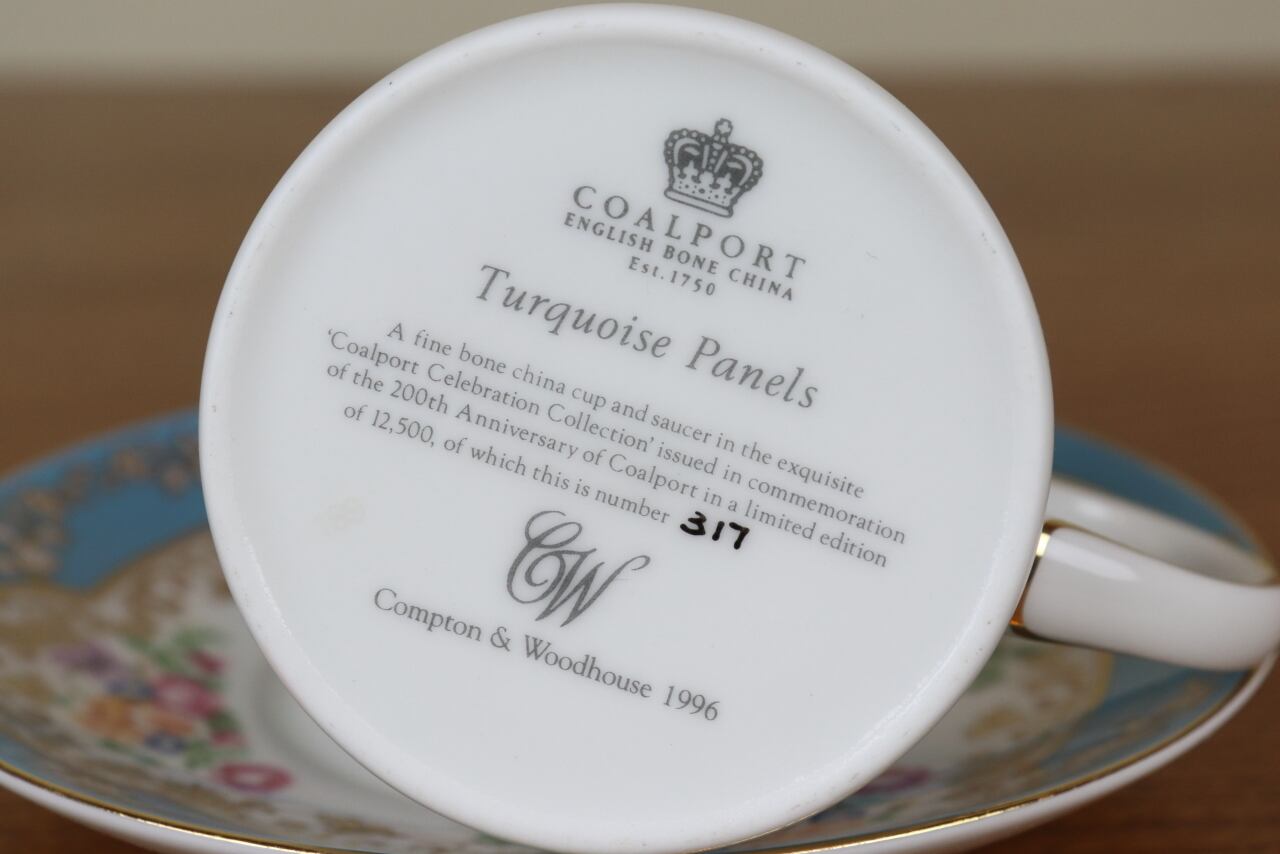 COALPORT
ENGLISH BONE CHINA
Est.1750
Turquoise Panels
A fine bone china cup and saucer in the exquisite
'Coalport Celebration Collection' issued in commemoration
of the 200th Anniversary of Coalport in a limited edition
of 12,500, of which this is number 317
CW
Compton & Woodhouse 1996